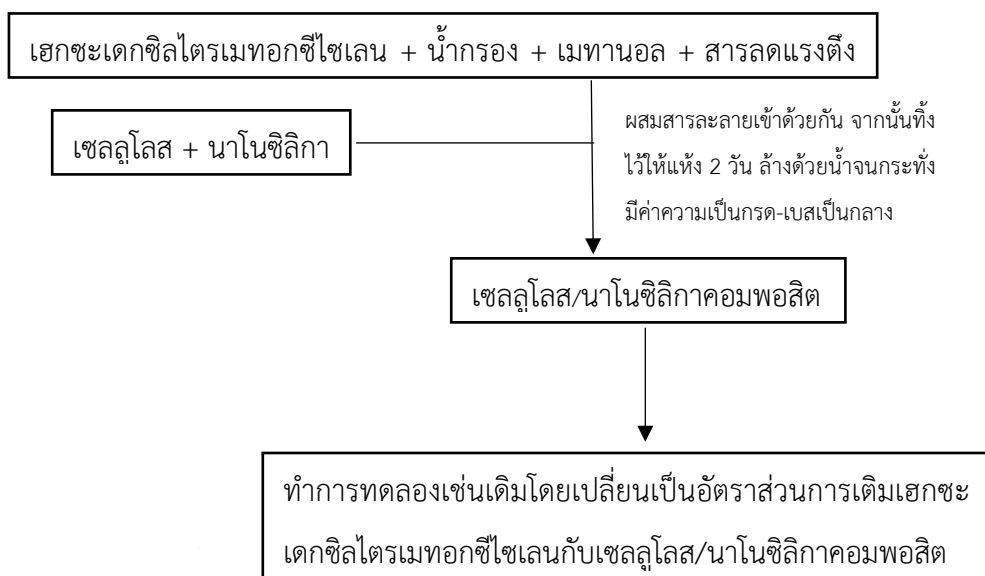 เฮกซะเดกซิลไตรเมทอกซีไซเลน + น้ำกรอง + เมทานอล + สารลดแรงตึง
เซลลูโลส + นาโนซิลิกา
ผสมสารละลายเข้าด้วยกัน จากนั้นทิ้ง
ไว้ให้แห้ง 2 วัน ล้างด้วยน้ำจนกระทั่ง
มีค่าความเป็นกรด-เบสเป็นกลาง
เซลลูโลส/นาโนซิลิกาคอมพอสิต
ทำการทดลองเช่นเดิมโดยเปลี่ยนเป็นอัตราส่วนการเติมเฮกซะ
เดกซิลไตรเมทอกซีไซเลนกับเซลลูโลส/นาโนซิลิกาคอมพอสิต